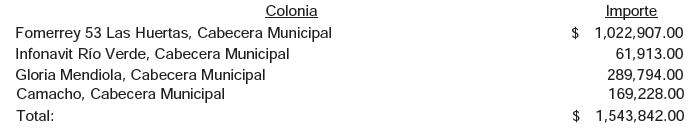 Colonia Importe
Fomerrey 53 Las Huertas, Cabecera Municipal $ 1,022,907.00
Infonavit Río Verde, Cabecera Municipal 61,913.00
Gloria Mendiola, Cabecera Municipal 289,794.00
Camacho, Cabecera Municipal 169,228.00
Total: $ 1,543,842.00